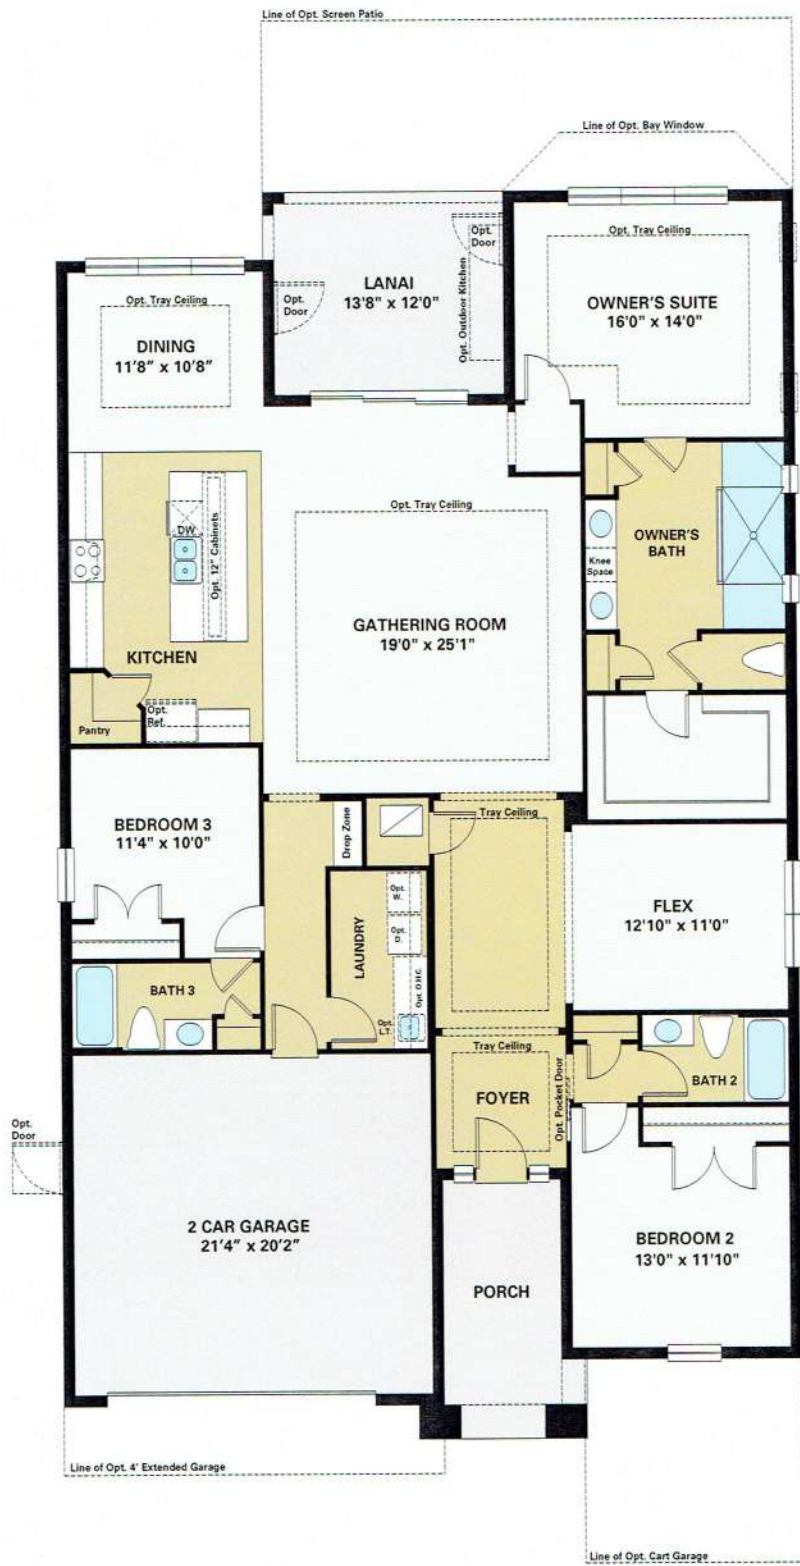 Line of Opt. Screen Patio
Line of Opt. Bay Window
Opt. Tray Ceiling
OWNER'S SUITE
16'0" x 14'0"
LANAI
13'8" x 12'0"
Opt.
Door
Opt.
Door
Opt. Outdoor Kitchen
Opt. Tray Ceiling
DINING
11'8" x 10'8"
Opt. Tray Ceiling
GATHERING ROOM
19'0" x 25'1"
DW
Opt. 12" Cabinets
KITCHEN
Opt.
Ref.
Pantry
OWNER'S
BATH
Knee
Space
BEDROOM 3
11'4" x 10'0"
Drop Zone
Tray Ceiling
FLEX
12'10" x 11'0"
LAUNDRY
Opt.
W.
Opt.
D.
Opt. O.H.C.
Opt.
L.T.
BATH 3
Tray Ceiling
FOYER
Opt. Pocket Door
BATH 2
Opt.
Door
2 CAR GARAGE
21'4" x 20'2"
PORCH
BEDROOM 2
13'0" x 11'10"
Line of Opt. 4' Extended Garage
Line of Opt. Cart Garage